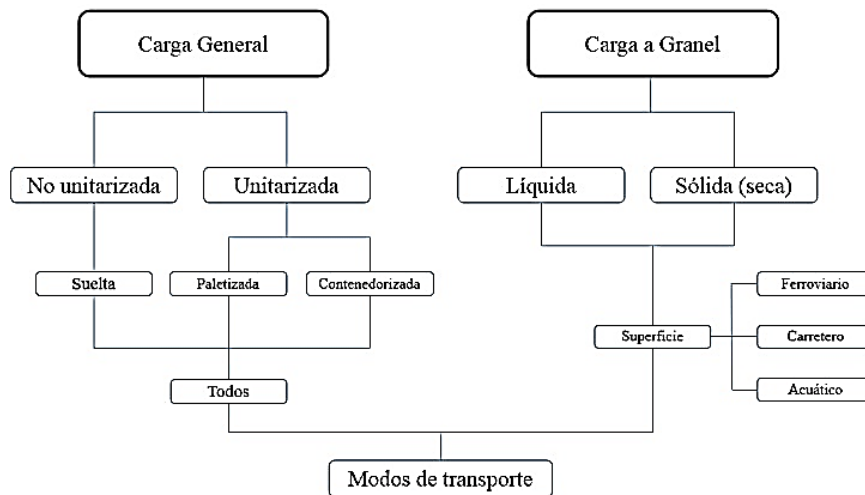 Carga General
Carga a Granel
No unitarizada
Unitarizada
Líquida
Sólida (seca)
Suelta
Paletizada
Contenedorizada
Ferroviario
Superficie
Carretero
Todos
Acuático
Modos de transporte